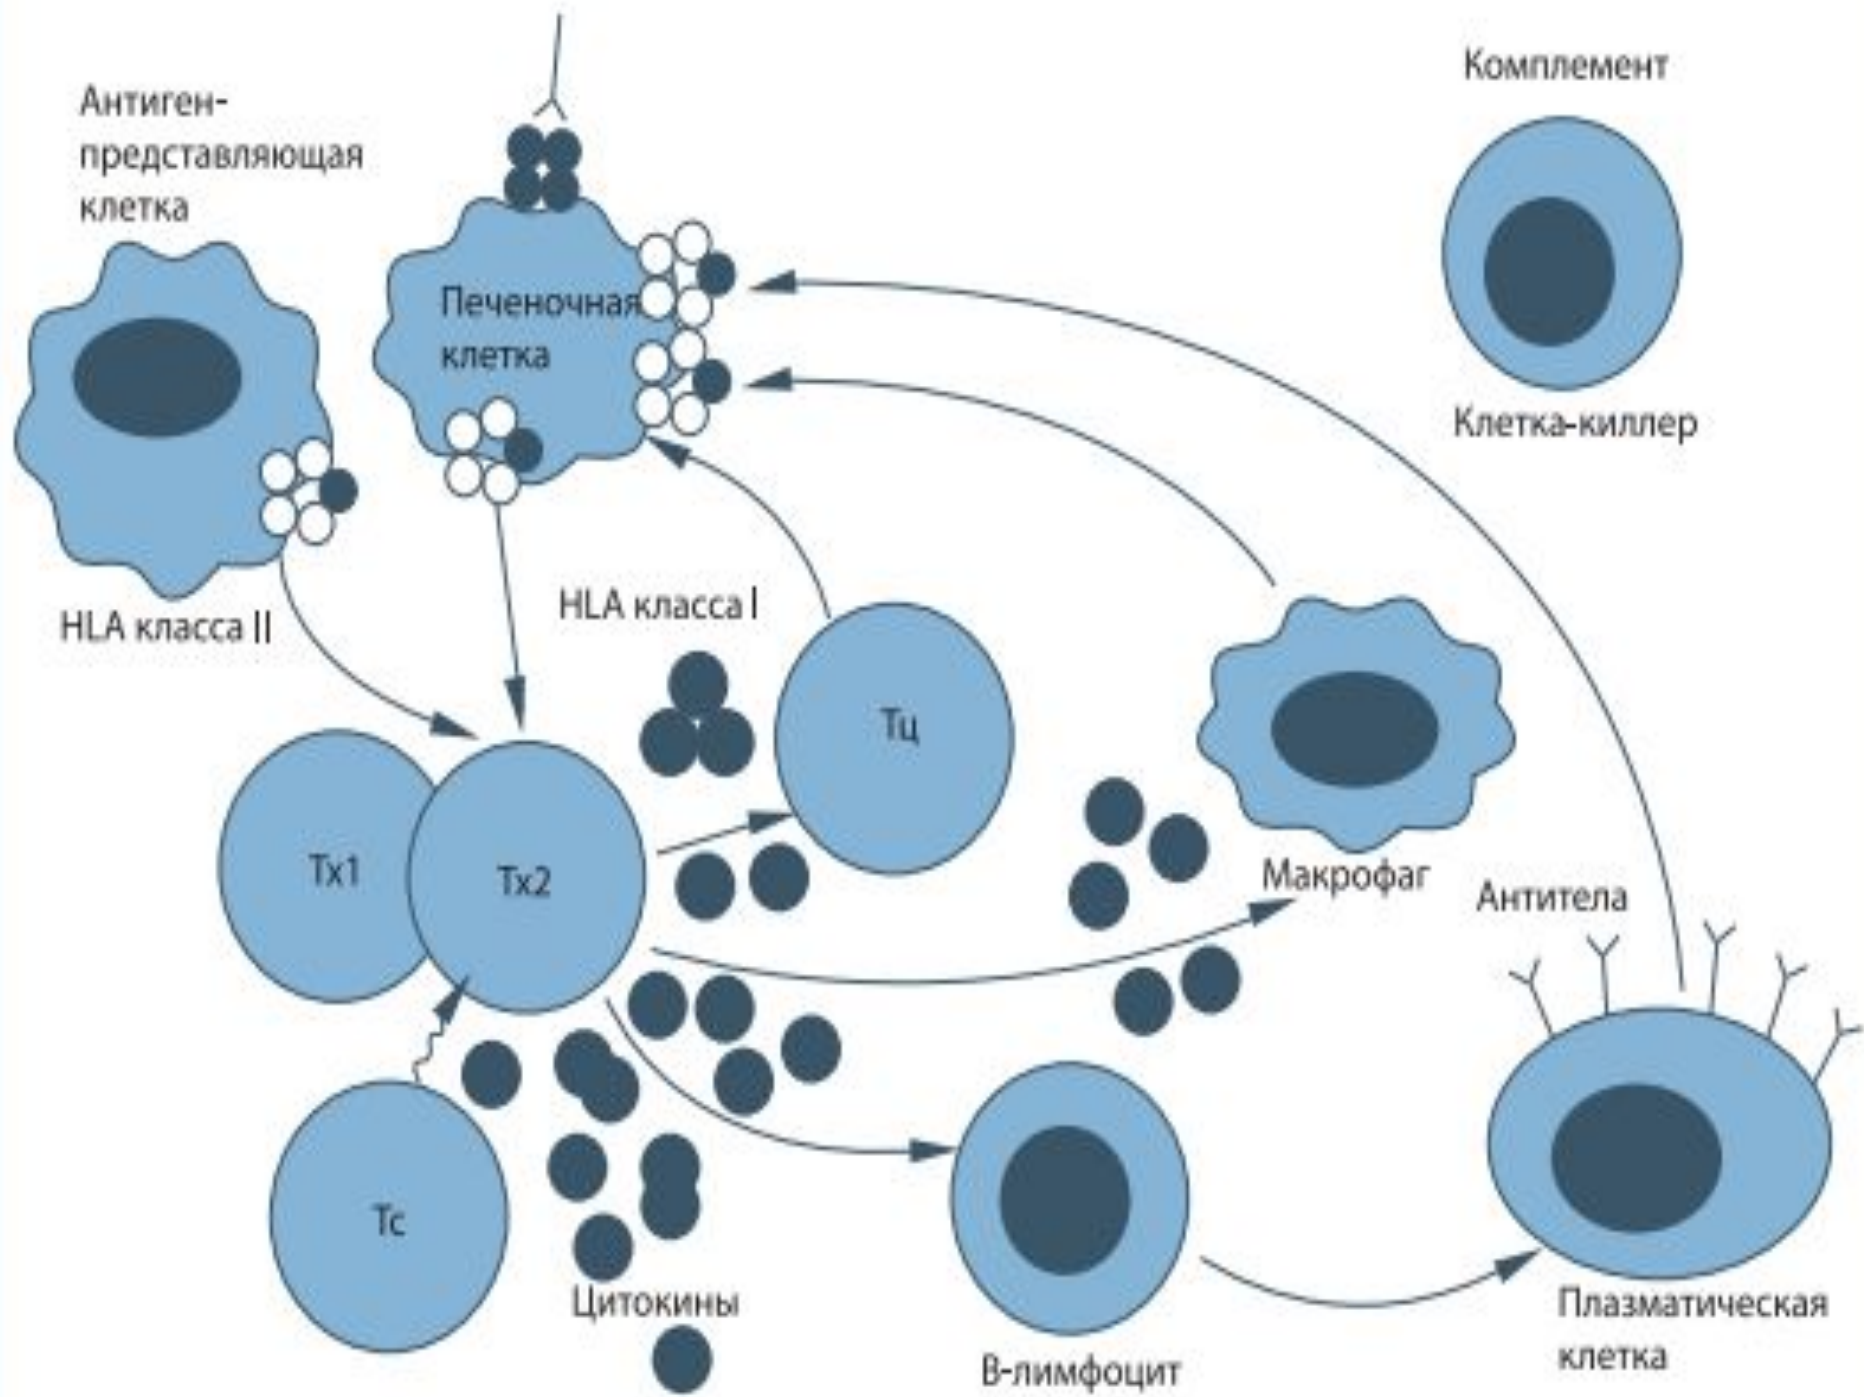 Антиген-
представляющая
клетка
Комплемент
Печеночная
клетка
Клетка-киллер
HLA класса II
HLA класса I
Тц
Тх1
Тх2
Макрофаг
Антитела
Тс
Цитокины
В-лимфоцит
Плазматическая
клетка